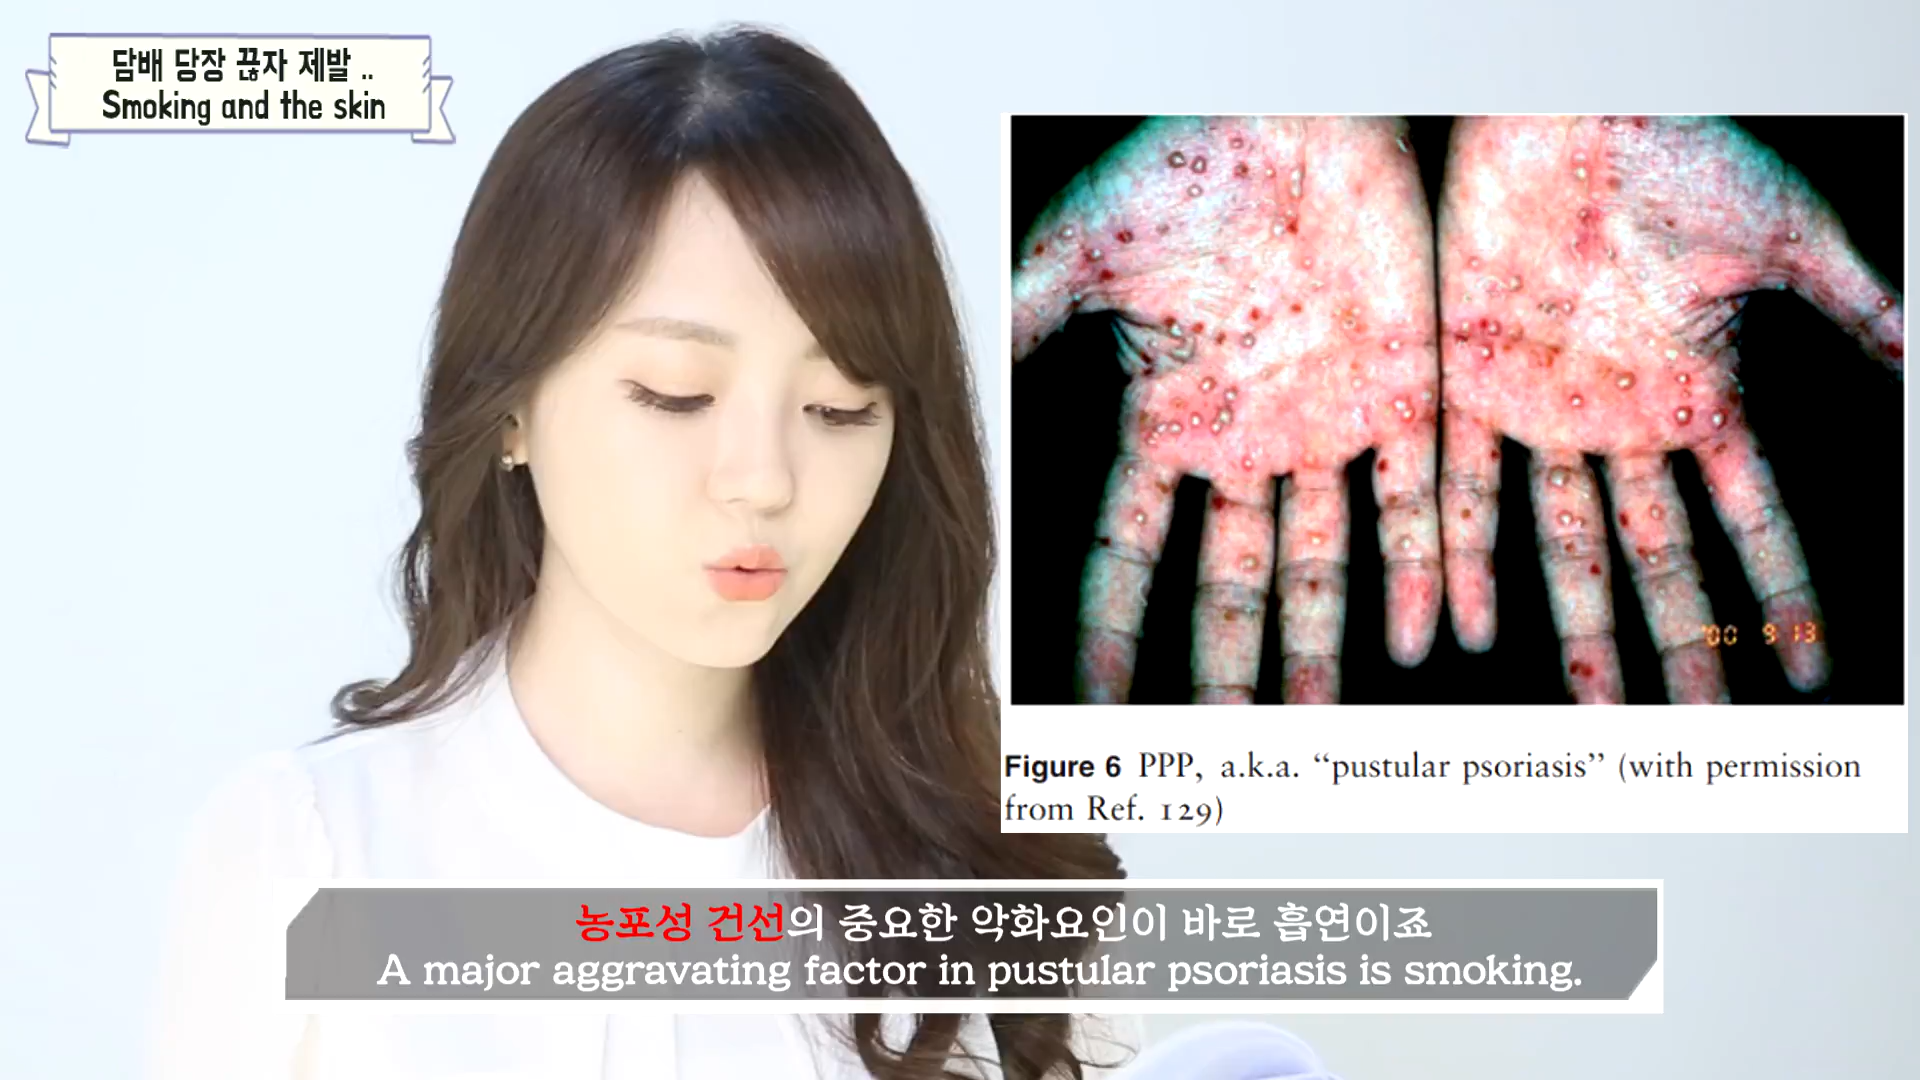 담배 당장 끊자 제발 ..
Smoking and the skin
'00 9 13
Figure 6 PPP, a.k.a. “pustular psoriasis” (with permission
from Ref. 129)
농포성 건선의 중요한 악화요인이 바로 흡연이죠
A major aggravating factor in pustular psoriasis is smoking.